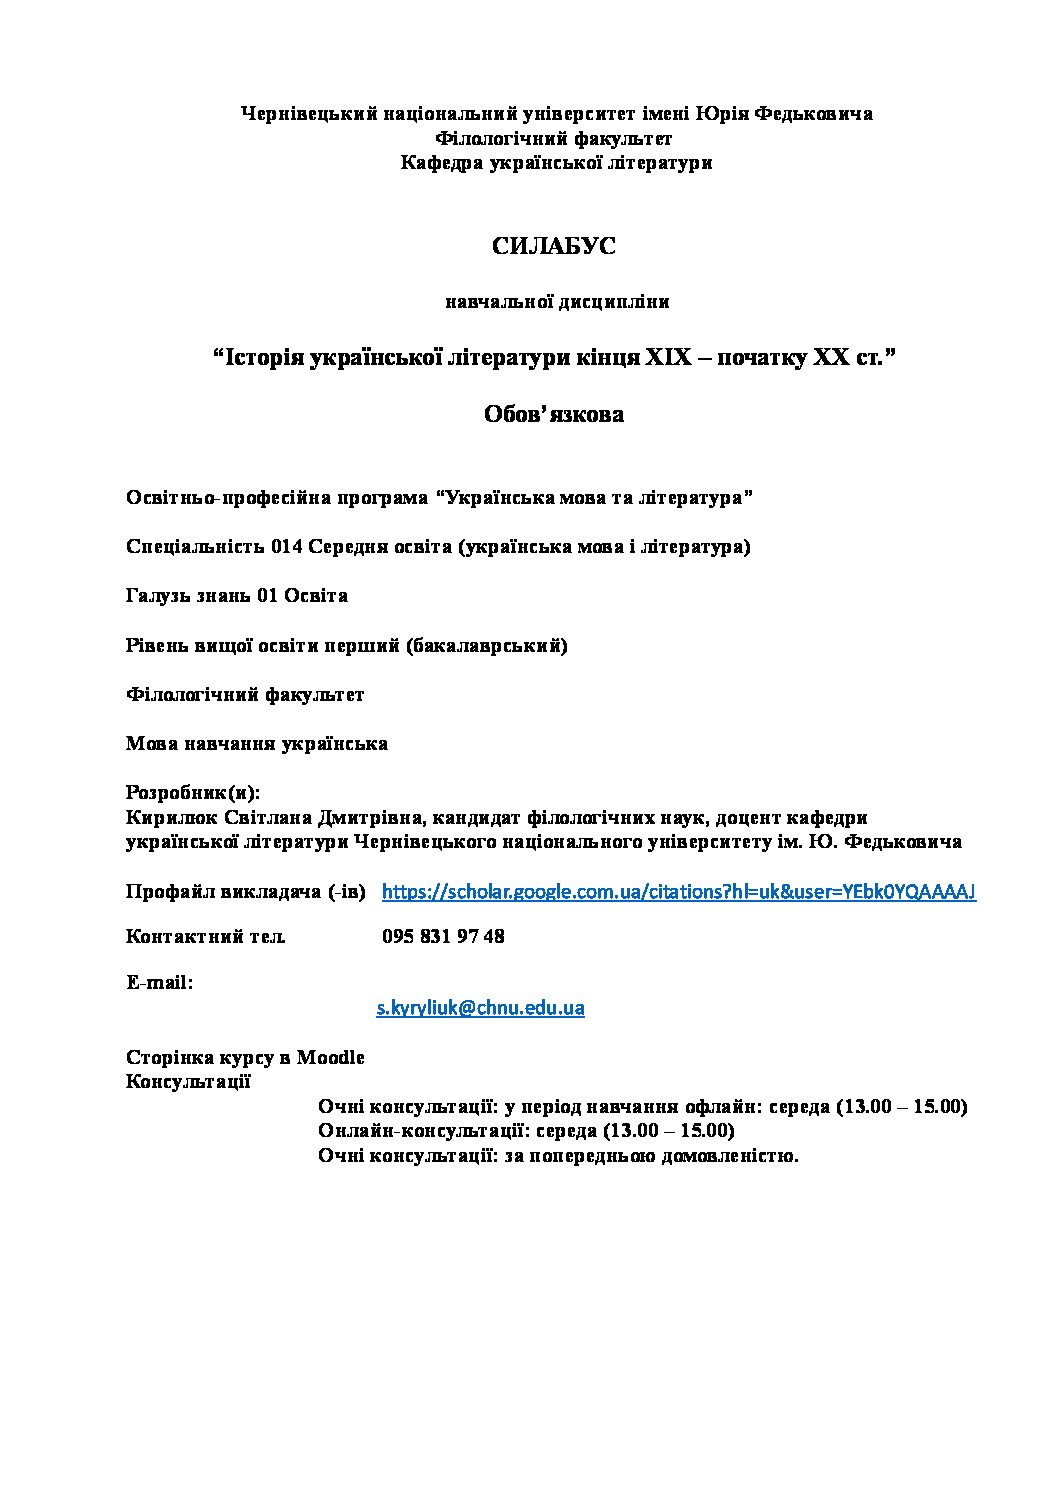 Чернівецький національний університет імені Юрія Федьковича
Філологічний факультет
Кафедра української літератури
СИЛАБУС
навчальної дисципліни
“Історія української літератури кінця ХІХ – початку ХХ ст.”
Обов’язкова
Освітньо-професійна програма “Українська мова та література”
Спеціальність 014 Середня освіта (українська мова і література)
Галузь знань 01 Освіта
Рівень вищої освіти перший (бакалаврський)
Філологічний факультет
Мова навчання українська
Розробник(и):
Кирилюк Світлана Дмитрівна, кандидат філологічних наук, доцент кафедри
української літератури Чернівецького національного університету ім. Ю. Федьковича
Профайл викладача (-ів) https://scholar.google.com.ua/citations?hl=uk&user=YEbk0YQAAAAJ
Контактний тел. 095 831 97 48
E-mail:
s.kyryliuk@chnu.edu.ua
Сторінка курсу в Moodle
Консультації
Очні консультації: у період навчання офлайн: середа (13.00 – 15.00)
Онлайн-консультації: середа (13.00 – 15.00)
Очні консультації: за попередньою домовленістю.